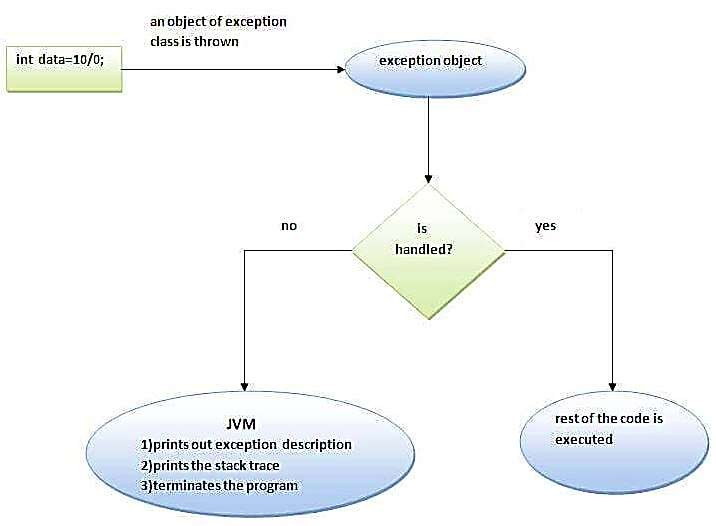 an object of exception
class is thrown
int data=10/0;
exception object
is
handled?
no
yes
JVM
1)prints out exception description
2)prints the stack trace
3)terminates the program
rest of the code is
executed